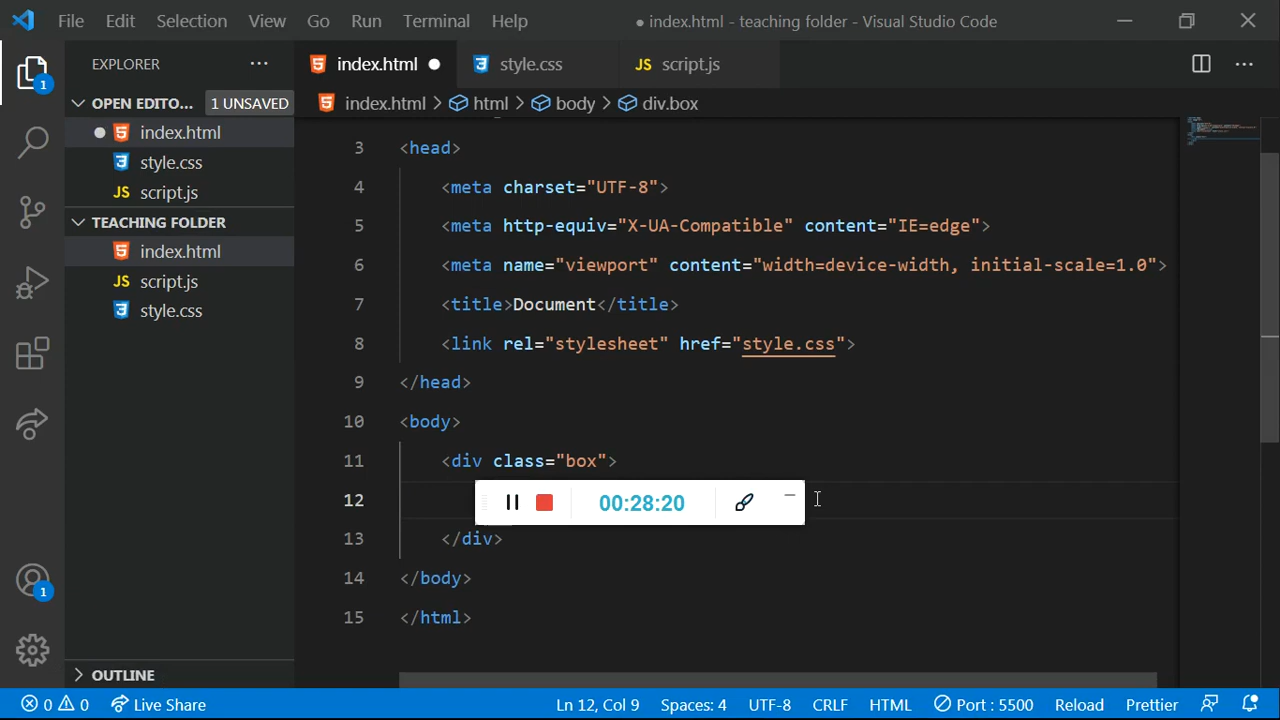 File Edit Selection View Go Run Terminal Help ● index.html - teaching folder - Visual Studio Code
EXPLORER ...
index.html ●
style.css
JS script.js
index.html > html > body > div.box
OPEN EDITO... 1 UNSAVED
● index.html
style.css
JS script.js
TEACHING FOLDER
index.html
JS script.js
style.css
OUTLINE
1
1
3 <head>
4 <meta charset="UTF-8">
5 <meta http-equiv="X-UA-Compatible" content="IE=edge">
6 <meta name="viewport" content="width=device-width, initial-scale=1.0">
7 <title>Document</title>
8 <link rel="stylesheet" href="style.css">
9 </head>
10 <body>
11 <div class="box">
12
00:28:20
13 </div>
14 </body>
15 </html>
0 0 Live Share Ln 12, Col 9 Spaces: 4 UTF-8 CRLF HTML Port : 5500 Reload Prettier